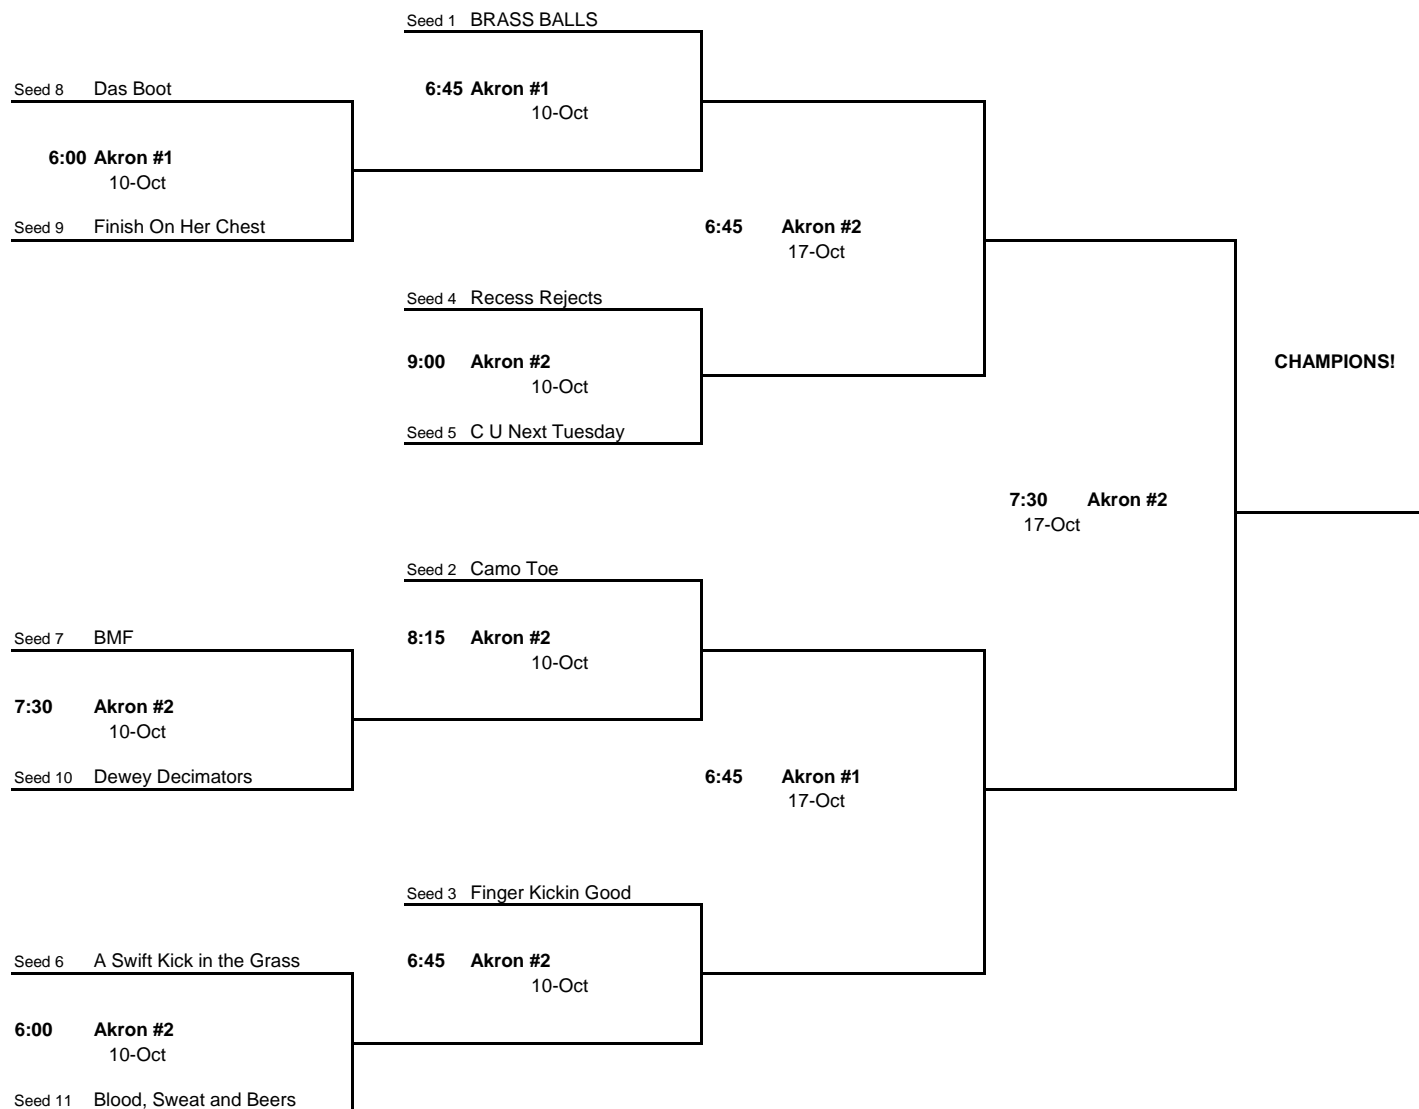 Seed 1 BRASS BALLS
Seed 8 Das Boot
6:45 Akron #1
10-Oct
6:00 Akron #1
10-Oct
Seed 9 Finish On Her Chest
6:45 Akron #2
17-Oct
Seed 4 Recess Rejects
9:00 Akron #2
10-Oct
CHAMPIONS!
Seed 5 C U Next Tuesday
7:30 Akron #2
17-Oct
Seed 2 Camo Toe
Seed 7 BMF
8:15 Akron #2
10-Oct
7:30 Akron #2
10-Oct
Seed 10 Dewey Decimators
6:45 Akron #1
17-Oct
Seed 3 Finger Kickin Good
Seed 6 A Swift Kick in the Grass
6:45 Akron #2
10-Oct
6:00 Akron #2
10-Oct
Seed 11 Blood, Sweat and Beers